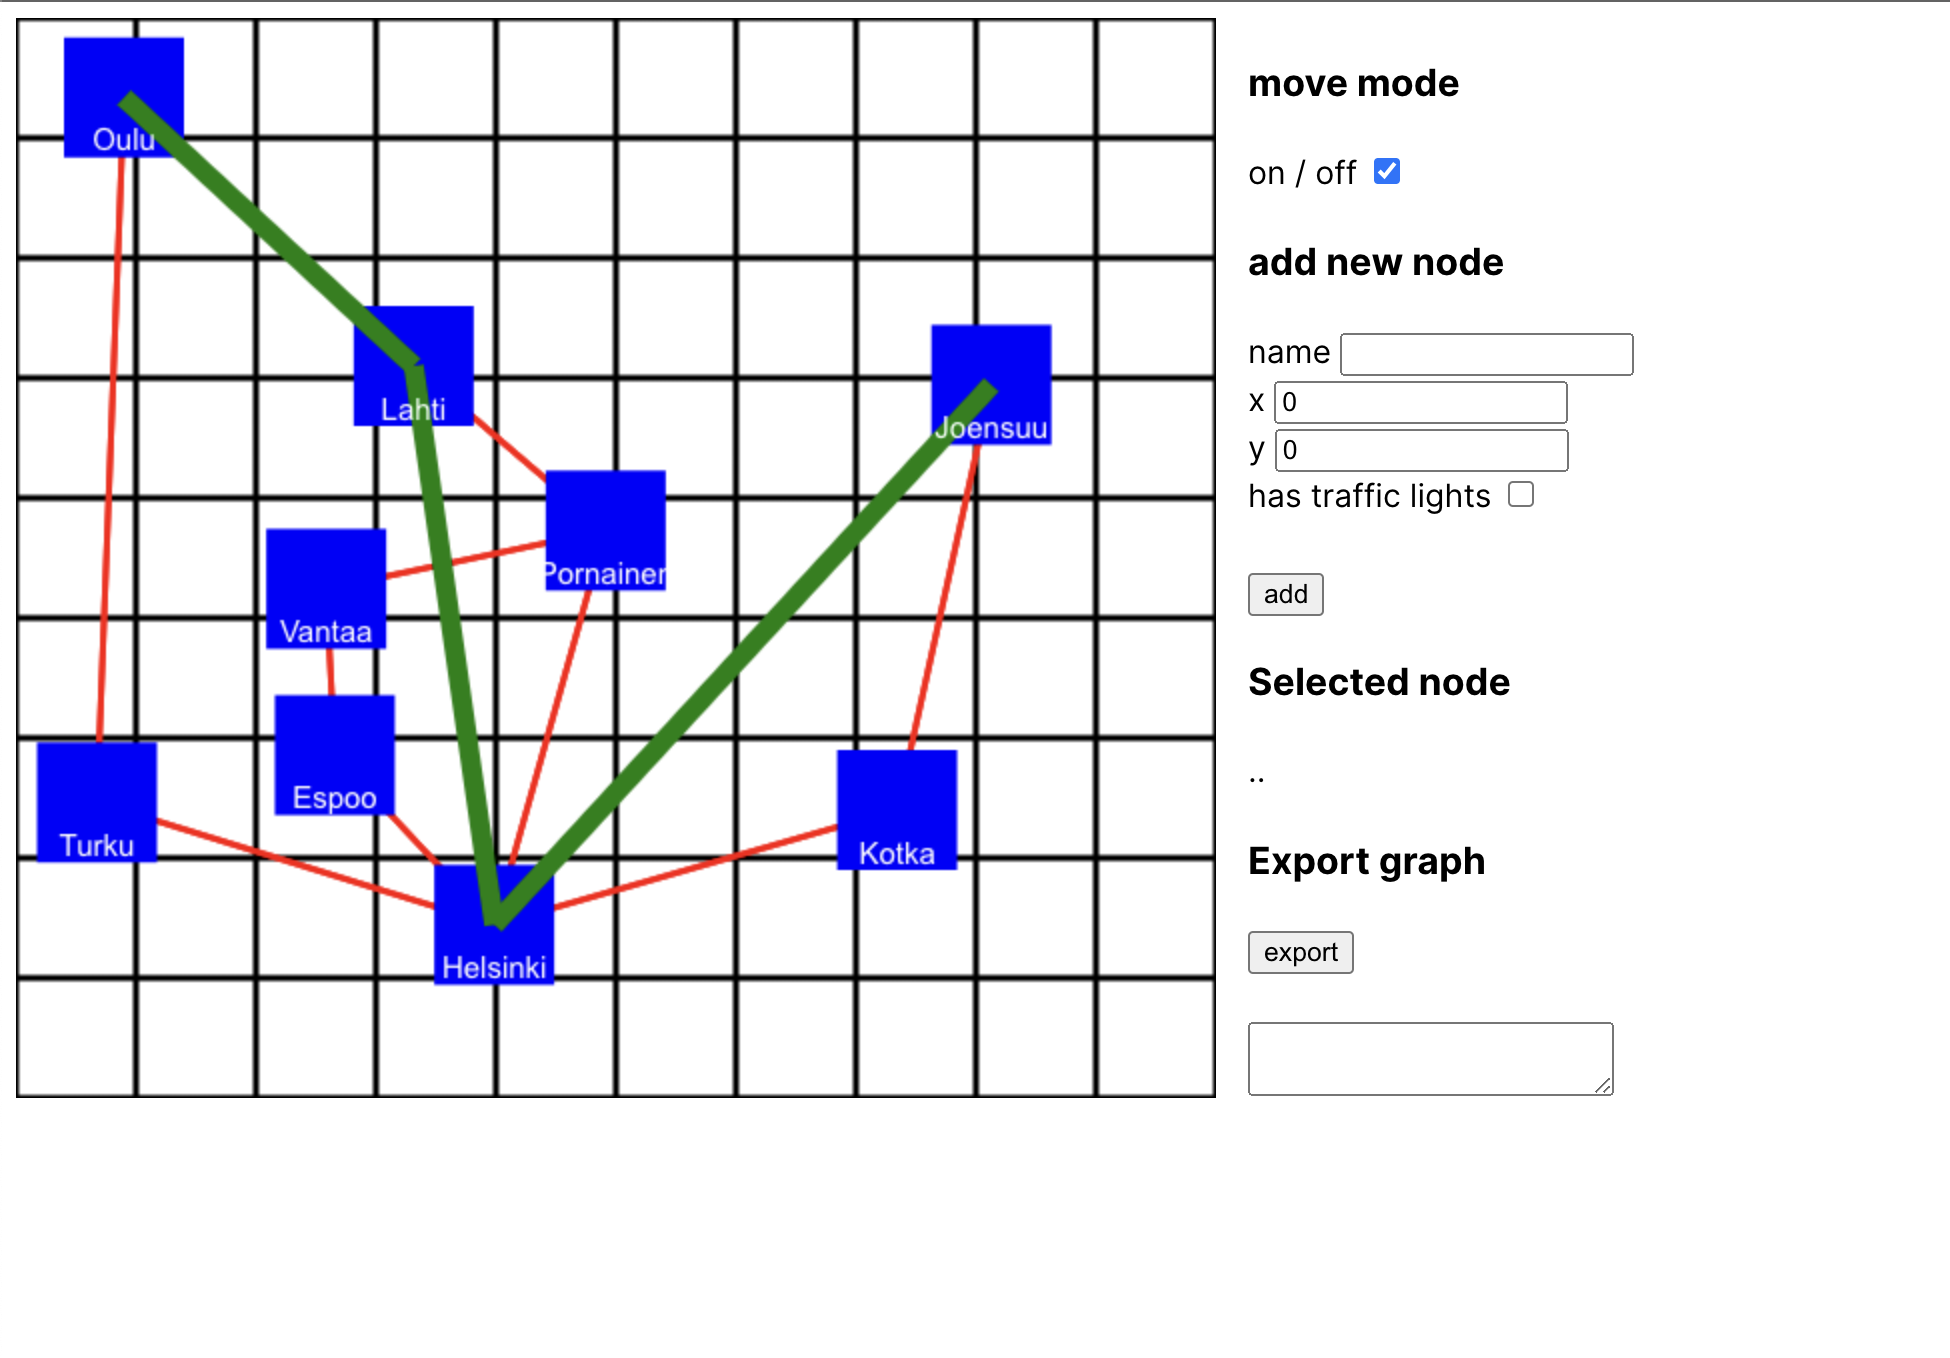 Oulu
Lahti
Joensuu
Pornainen
Vantaa
Espoo
Turku
Kotka
Helsinki
move mode
on / off
add new node
name
x 0
y 0
has traffic lights
add
Selected node
..
Export graph
export